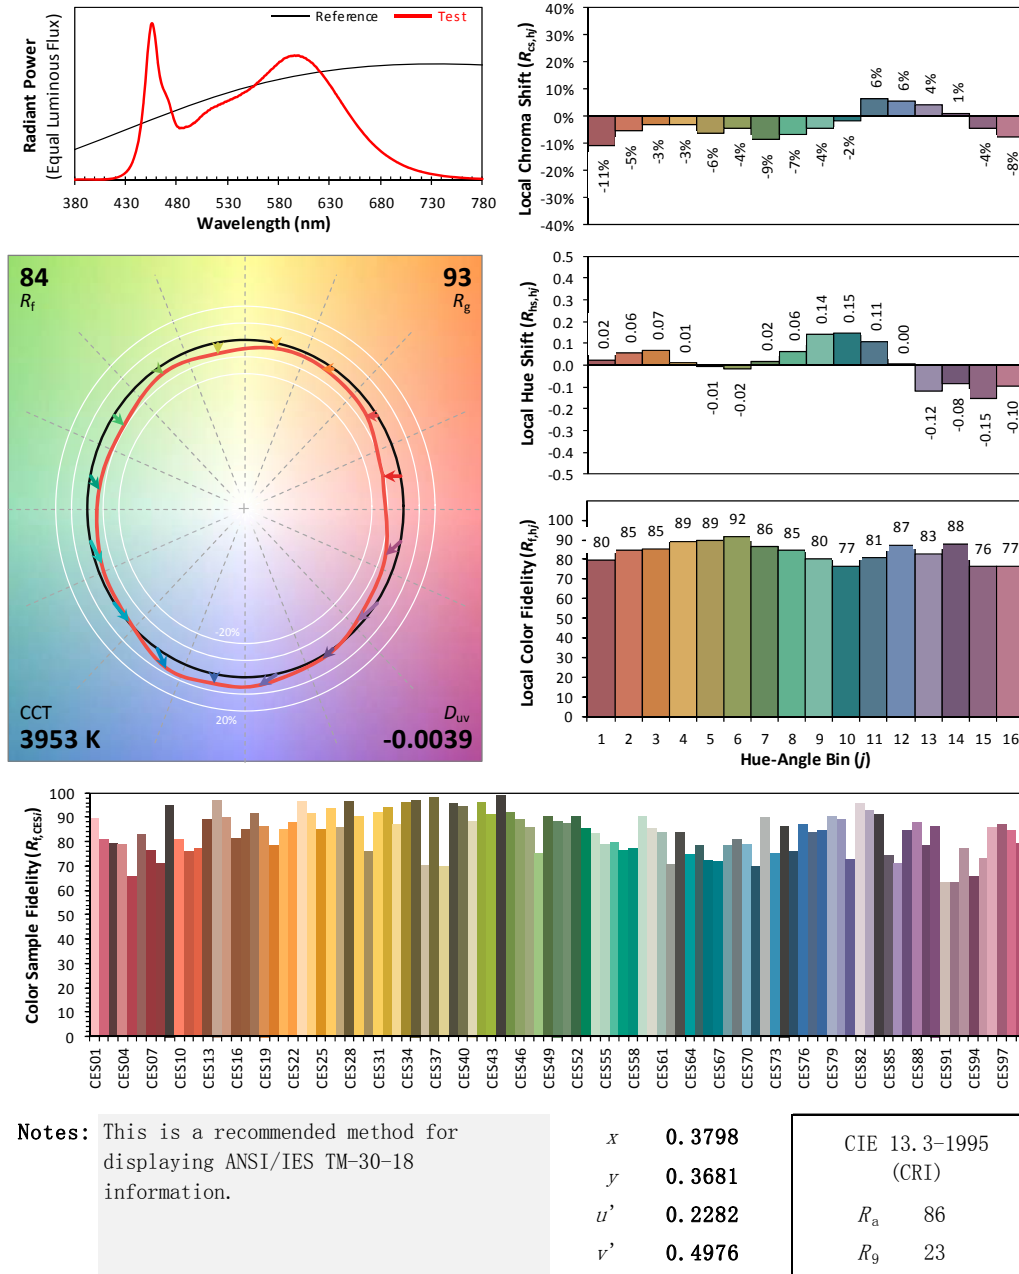 Reference
Test
Radiant Power
(Equal Luminous Flux)
380 430 480 530 580 630 680 730 780
Wavelength (nm)
Local Chroma Shift (Rcs,hj)
40%
30%
20%
10%
0%
-10%
-20%
-30%
-40%
-11% -5% -3% -3% -6% -4% -9% -7% -4% -2% 6% 6% 4% 1% -4% -8%
84
Rf
93
Rg
-20%
20%
CCT
3953 K
Duv
-0.0039
Local Hue Shift (Rhs,hj)
0.5
0.4
0.3
0.2
0.1
0.0
-0.1
-0.2
-0.3
-0.4
-0.5
0.02 0.06 0.07 0.01 -0.01 -0.02 0.02 0.06 0.14 0.15 0.11 0.00 -0.12 -0.08 -0.15 -0.10
Local Color Fidelity (Rf,hj)
100
90
80
70
60
50
40
30
20
10
0
80 85 85 89 89 92 86 85 80 77 81 87 83 88 76 77
1 2 3 4 5 6 7 8 9 10 11 12 13 14 15 16
Hue-Angle Bin (j)
Color Sample Fidelity (Rf,CESi)
100
90
80
70
60
50
40
30
20
10
0
CES01 CES04 CES07 CES10 CES13 CES16 CES19 CES22 CES25 CES28 CES31 CES34 CES37 CES40 CES43 CES46 CES49 CES52 CES55 CES58 CES61 CES64 CES67 CES70 CES73 CES76 CES79 CES82 CES85 CES88 CES91 CES94 CES97
Notes: This is a recommended method for
displaying ANSI/IES TM-30-18
information.
x 0.3798
y 0.3681
u' 0.2282
v' 0.4976
CIE 13.3-1995
(CRI)
Ra 86
R9 23